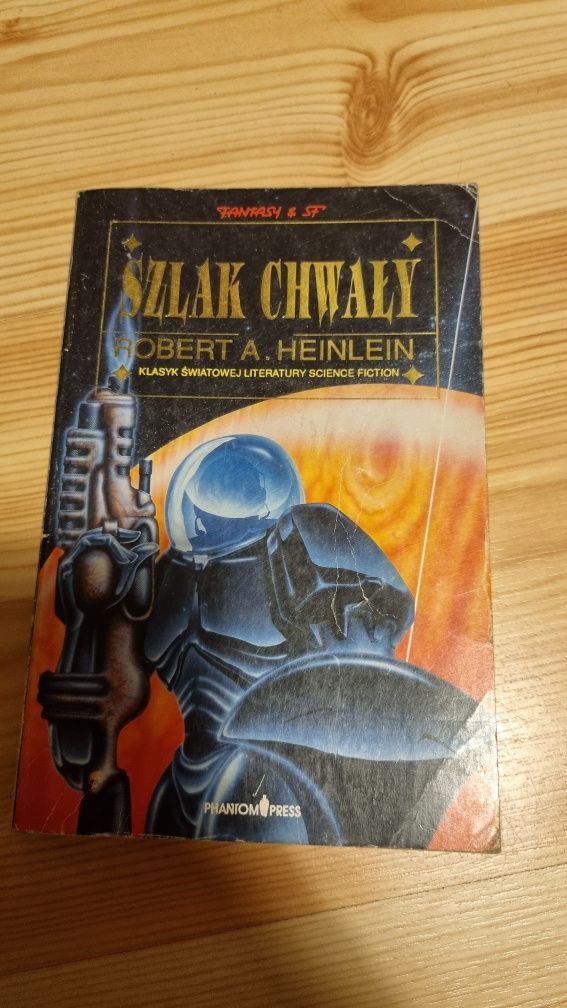 FANTASY & SF
SZLAK CHWAŁY
ROBERT A. HEINLEIN
KLASYK ŚWIATOWEJ LITERATURY SCIENCE FICTION
PHANTOM PRESS